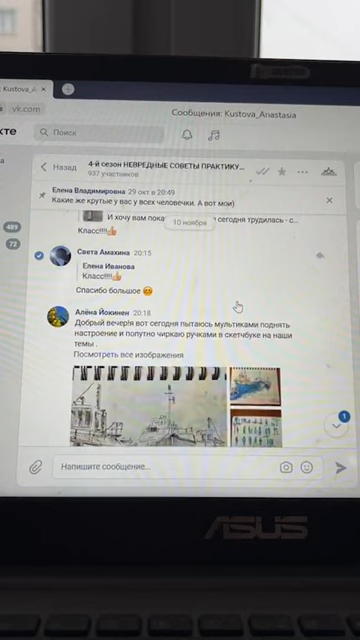 Kustova_A
vk.com
Сообщения: Kustova_Anastasia
кте
Поиск
Назад
4-й сезон НЕВРЕДНЫЕ СОВЕТЫ ПРАКТИКУ...
937 участников
Елена Владимировна 29 окт в 20:49
Какие же крутые у вас у всех человечки. А вот мои)
И хочу вам пока
сегодня трудилась - с...
10 ноября
Класс!!!!👍
489
72
Света Амахина 20:15
Елена Иванова
Класс!!!!👍
Спасибо большое 😊
Алёна Йокинен 20:18
Добрый вечерія вот сегодня пытаюсь мультиками поднять
настроение и попутно чиркаю ручками в скетчбуке на наши
темы .
Посмотреть все изображения
1
Напишите сообщение...
ASUS